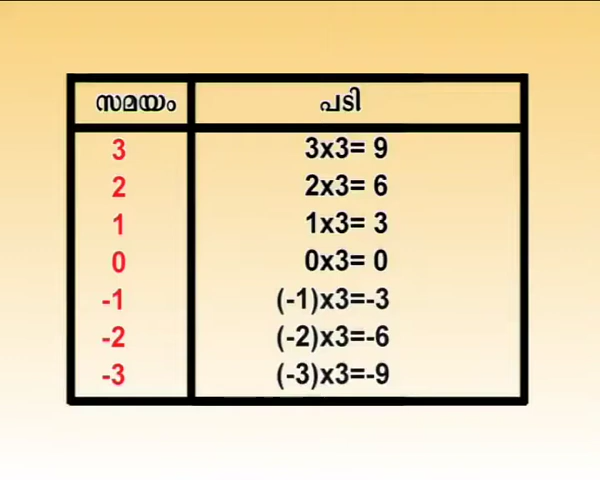 സമയം പടി
3 3x3= 9
2 2x3= 6
1 1x3= 3
0 0x3= 0
-1 (-1)x3=-3
-2 (-2)x3=-6
-3 (-3)x3=-9